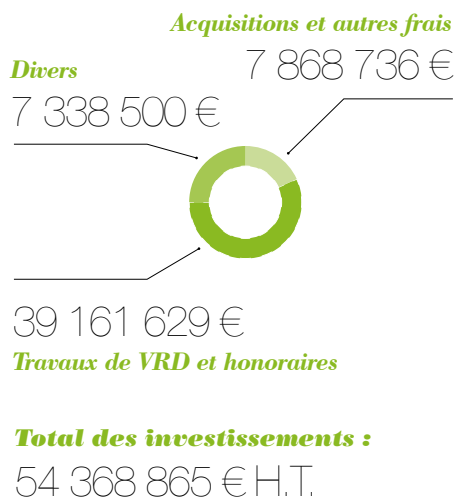 Acquisitions et autres frais
7 868 736 €
Divers
7 338 500 €
39 161 629 €
Travaux de VRD et honoraires
Total des investissements :
54 368 865 € H.T.